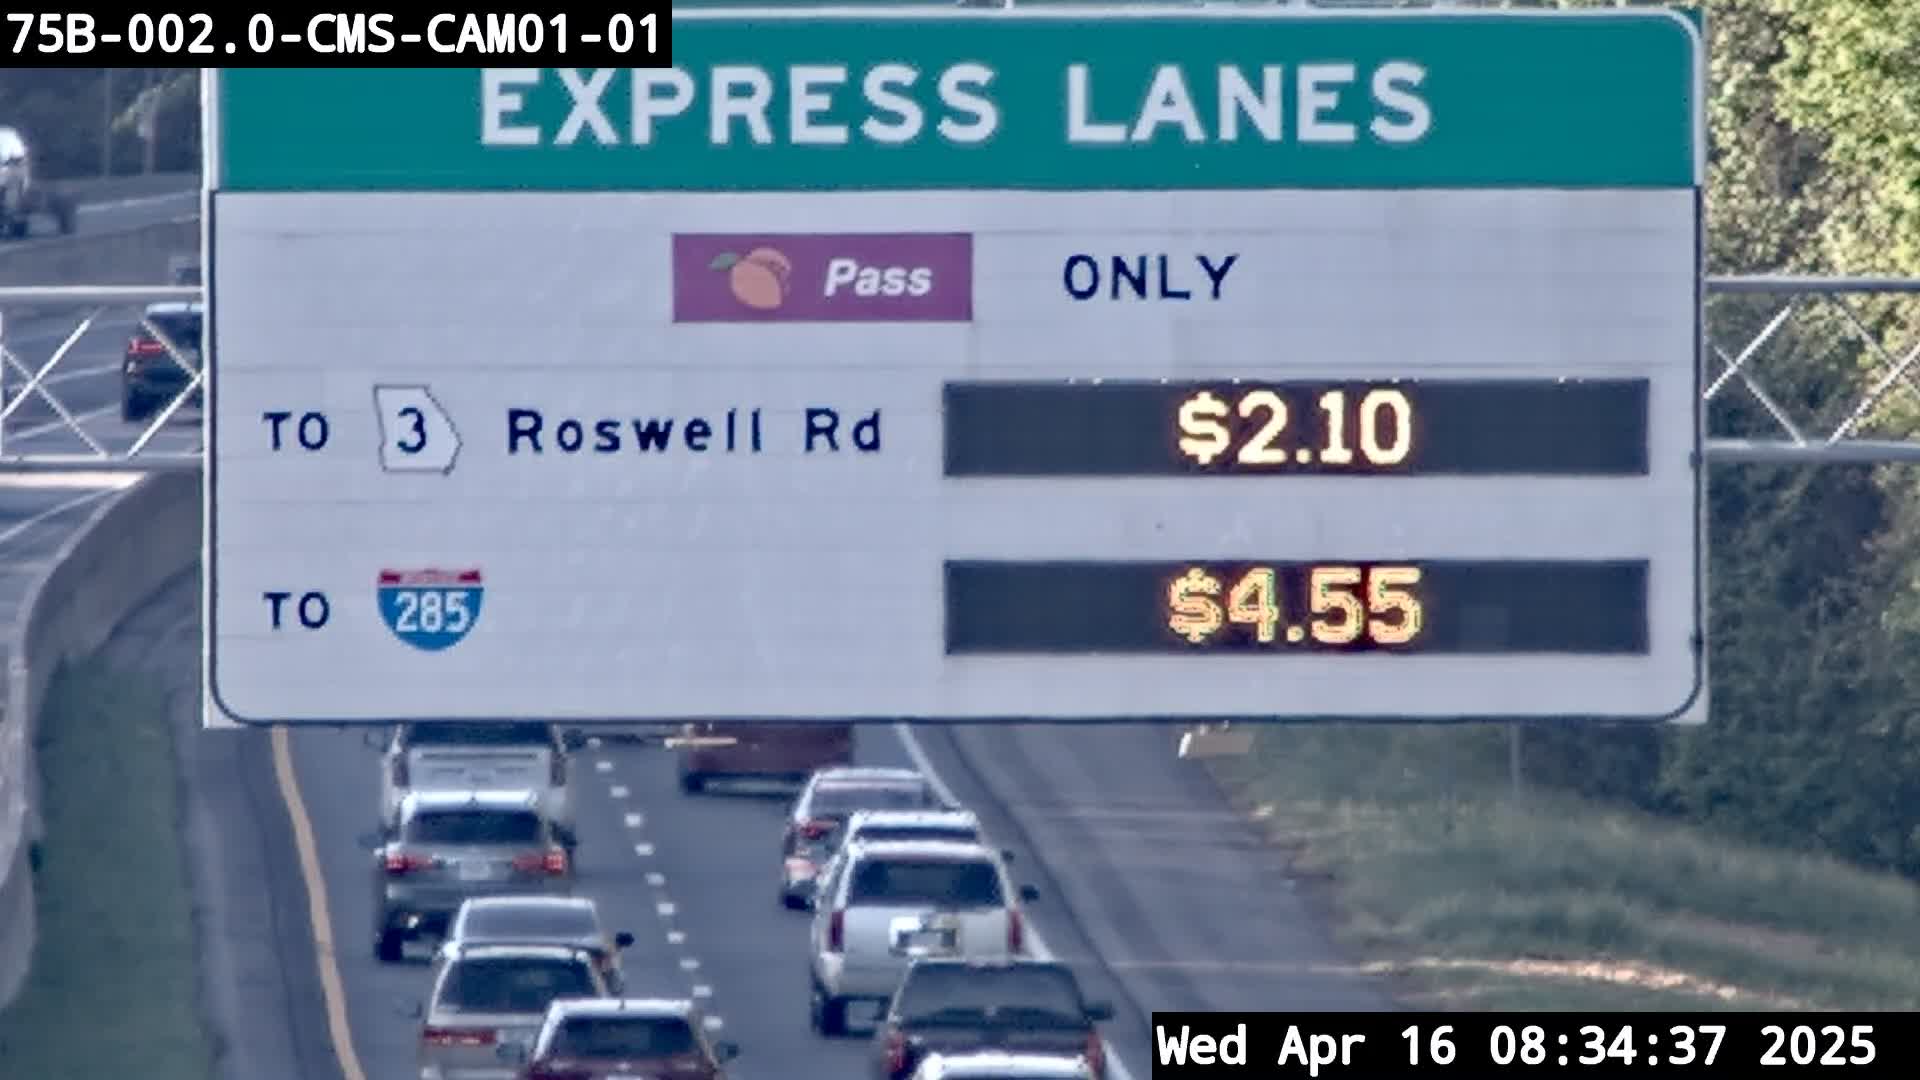 75B-002.0-CMS-CAM01-01
EXPRESS LANES
Pass ONLY
TO 3 Roswell Rd $2.10
TO 285 $4.55
Wed Apr 16 08:34:37 2025